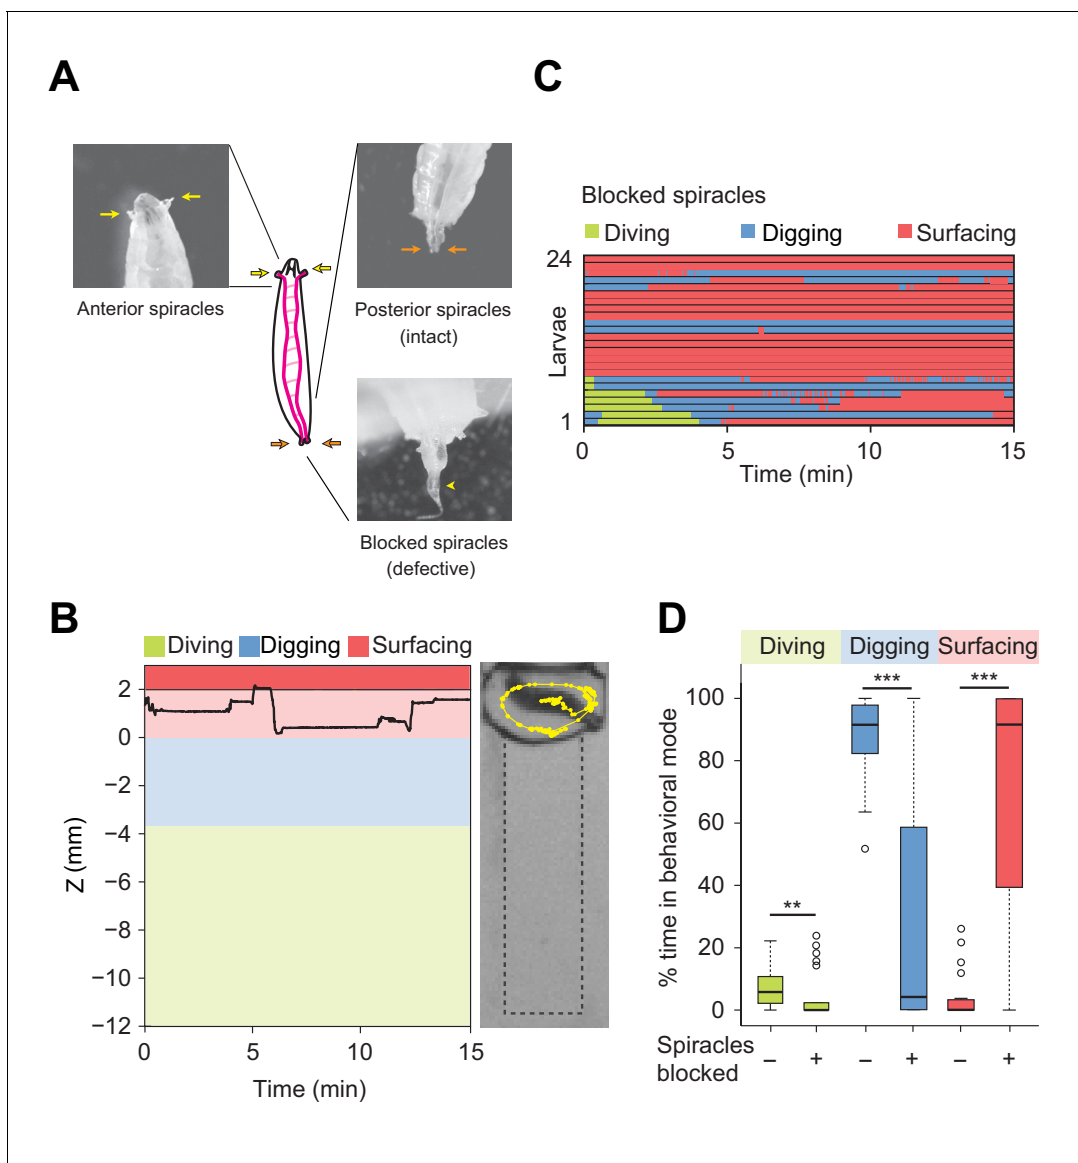 A
Anterior spiracles
Posterior spiracles
(intact)
Blocked spiracles
(defective)
B
Diving Digging Surfacing
Z (mm)
2
0
−2
−4
−6
−8
−10
−12
0 5 10 15
Time (min)
C
Blocked spiracles
Diving Digging Surfacing
Larvae
24
1
0 5 10 15
Time (min)
D
Diving Digging Surfacing
% time in behavioral mode
100
80
60
40
20
0
** *** ***
Spiracles
blocked
− + − + − +